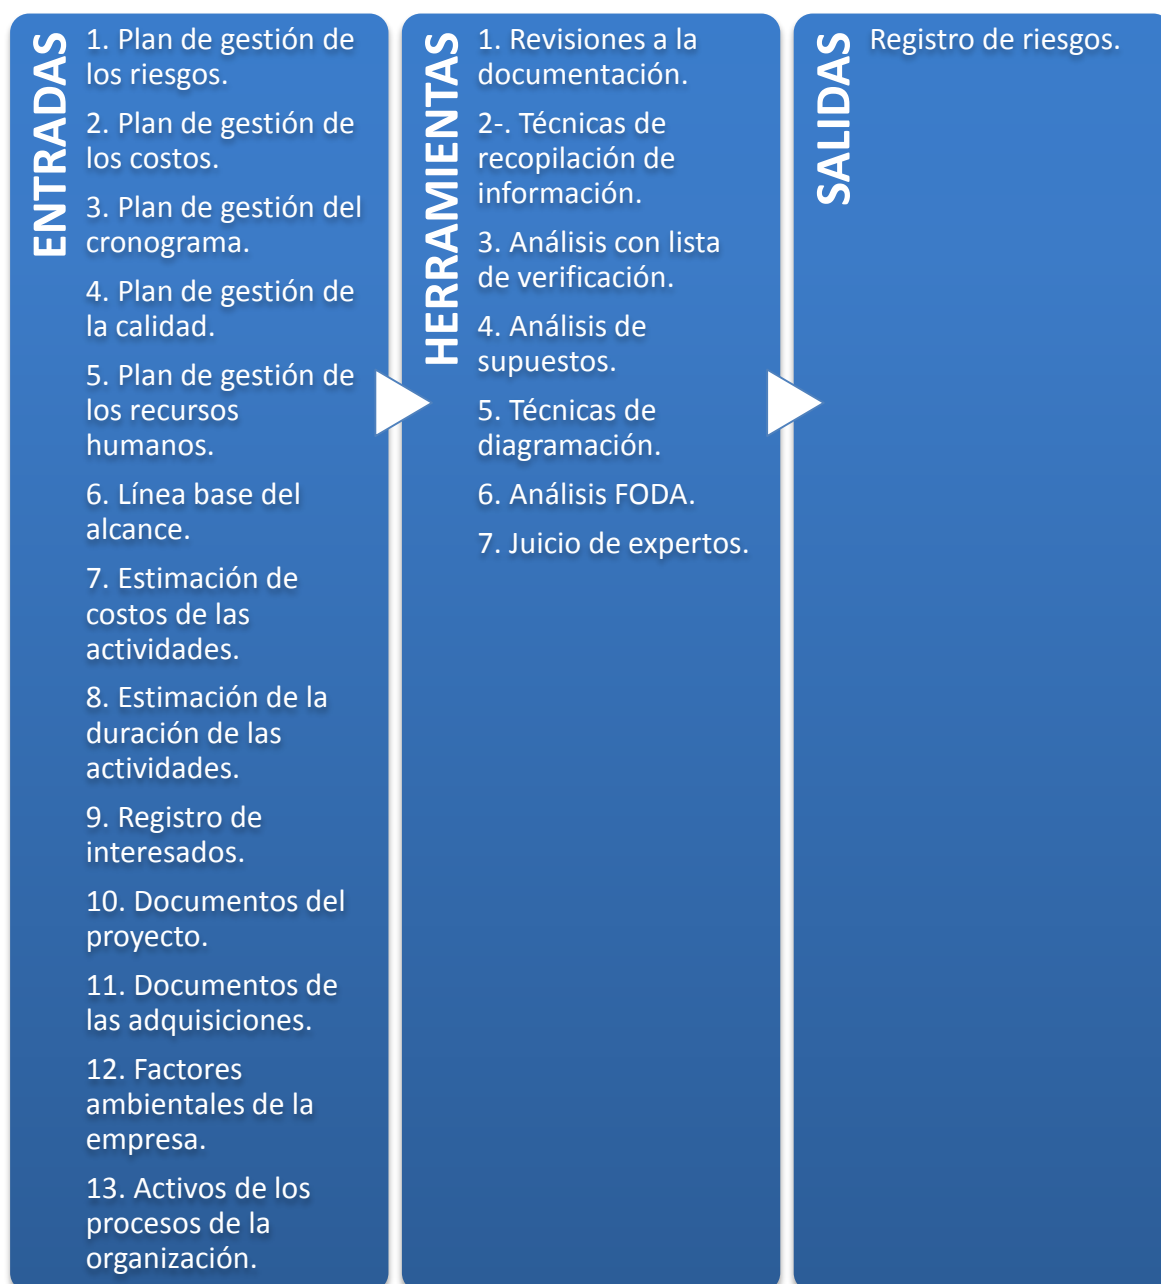 ENTRADAS
1. Plan de gestión de
los riesgos.
2. Plan de gestión de
los costos.
3. Plan de gestión del
cronograma.
4. Plan de gestión de
la calidad.
5. Plan de gestión de
los recursos
humanos.
6. Línea base del
alcance.
7. Estimación de
costos de las
actividades.
8. Estimación de la
duración de las
actividades.
9. Registro de
interesados.
10. Documentos del
proyecto.
11. Documentos de
las adquisiciones.
12. Factores
ambientales de la
empresa.
13. Activos de los
procesos de la
organización.
HERRAMIENTAS
1. Revisiones a la
documentación.
2-. Técnicas de
recopilación de
información.
3. Análisis con lista
de verificación.
4. Análisis de
supuestos.
5. Técnicas de
diagramación.
6. Análisis FODA.
7. Juicio de expertos.
SALIDAS
Registro de riesgos.